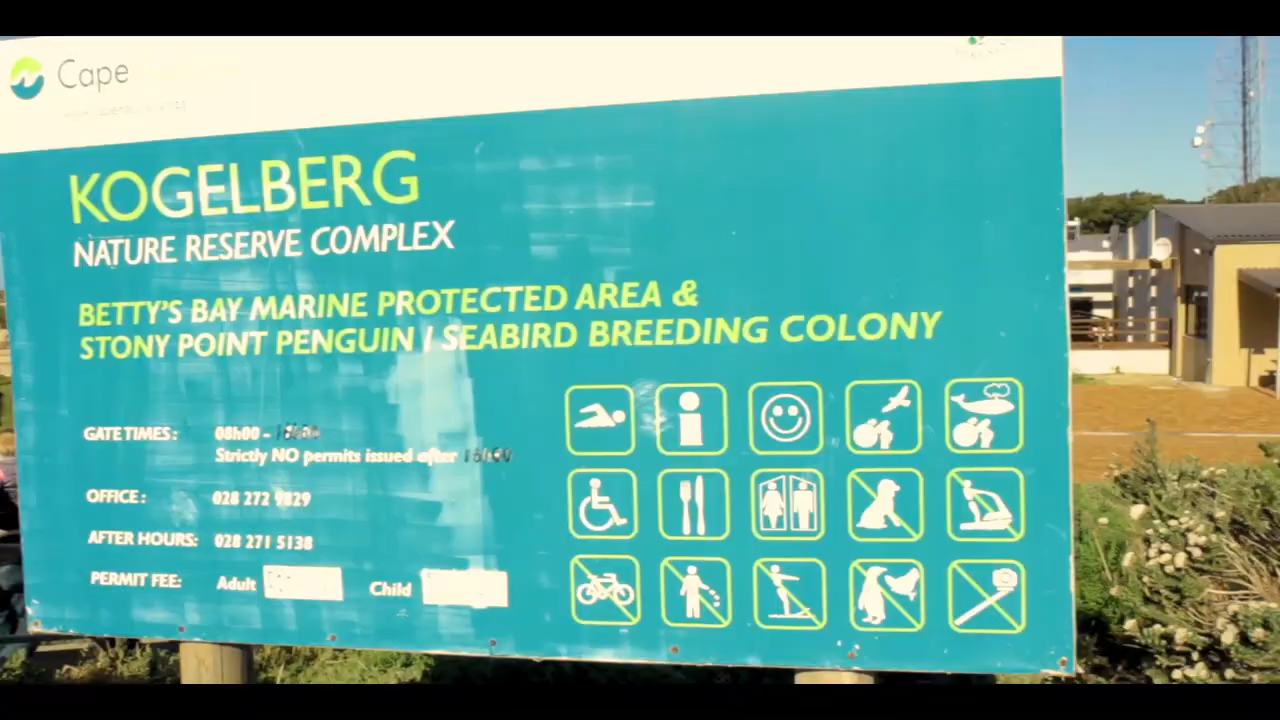 Cape
KOGELBERG
NATURE RESERVE COMPLEX
BETTY'S BAY MARINE PROTECTED AREA &
STONY POINT PENGUIN / SEABIRD BREEDING COLONY
GATE TIMES: 08h00 -
Strictly NO permits issued after
OFFICE: 028 272 9829
AFTER HOURS: 028 271 5138
PERMIT FEE: Adult Child